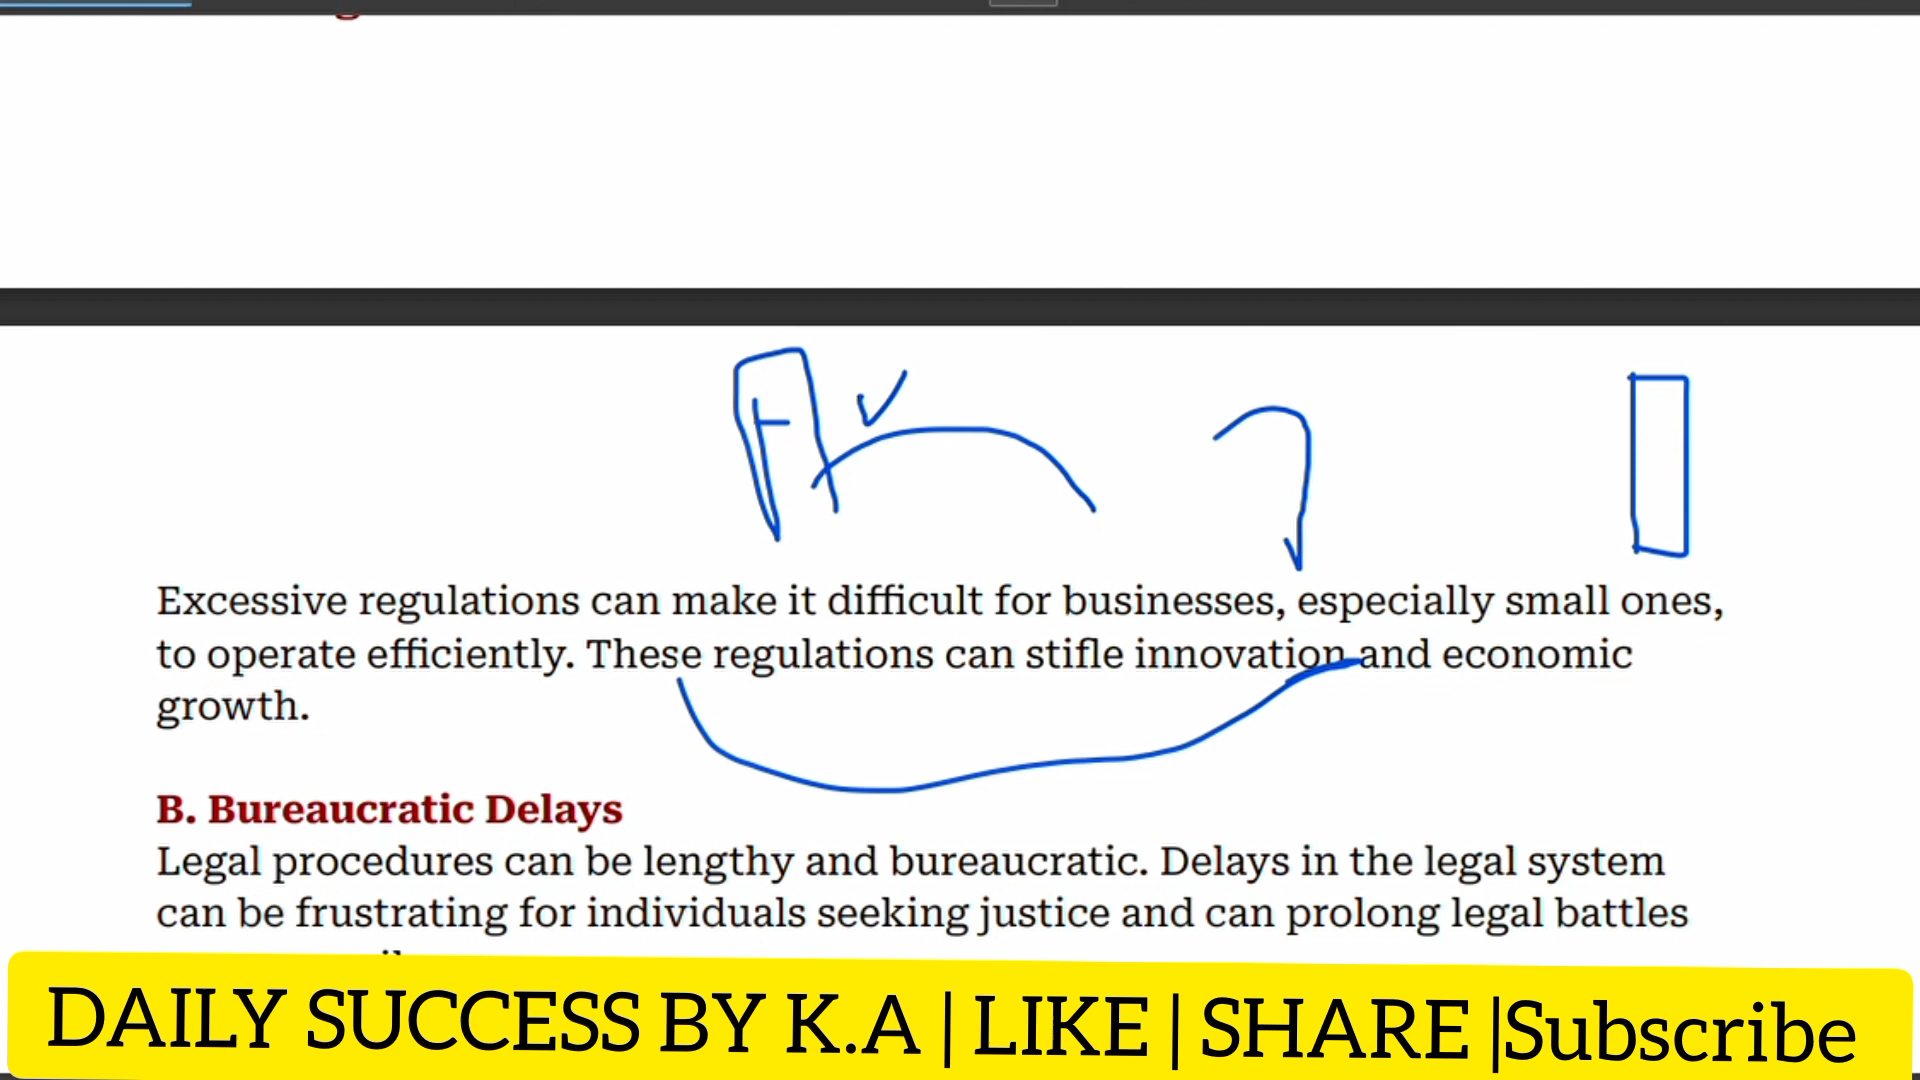 Excessive regulations can make it difficult for businesses, especially small ones,
to operate efficiently. These regulations can stifle innovation and economic
growth.
B. Bureaucratic Delays
Legal procedures can be lengthy and bureaucratic. Delays in the legal system
can be frustrating for individuals seeking justice and can prolong legal battles
DAILY SUCCESS BY K.A | LIKE | SHARE |Subscribe